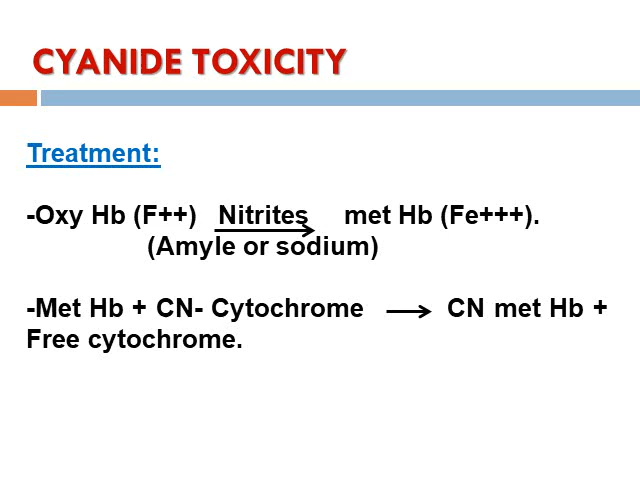 CYANIDE TOXICITY
Treatment:
-Oxy Hb (F++) Nitrites met Hb (Fe+++).
(Amyle or sodium)
-Met Hb + CN- Cytochrome CN met Hb +
Free cytochrome.